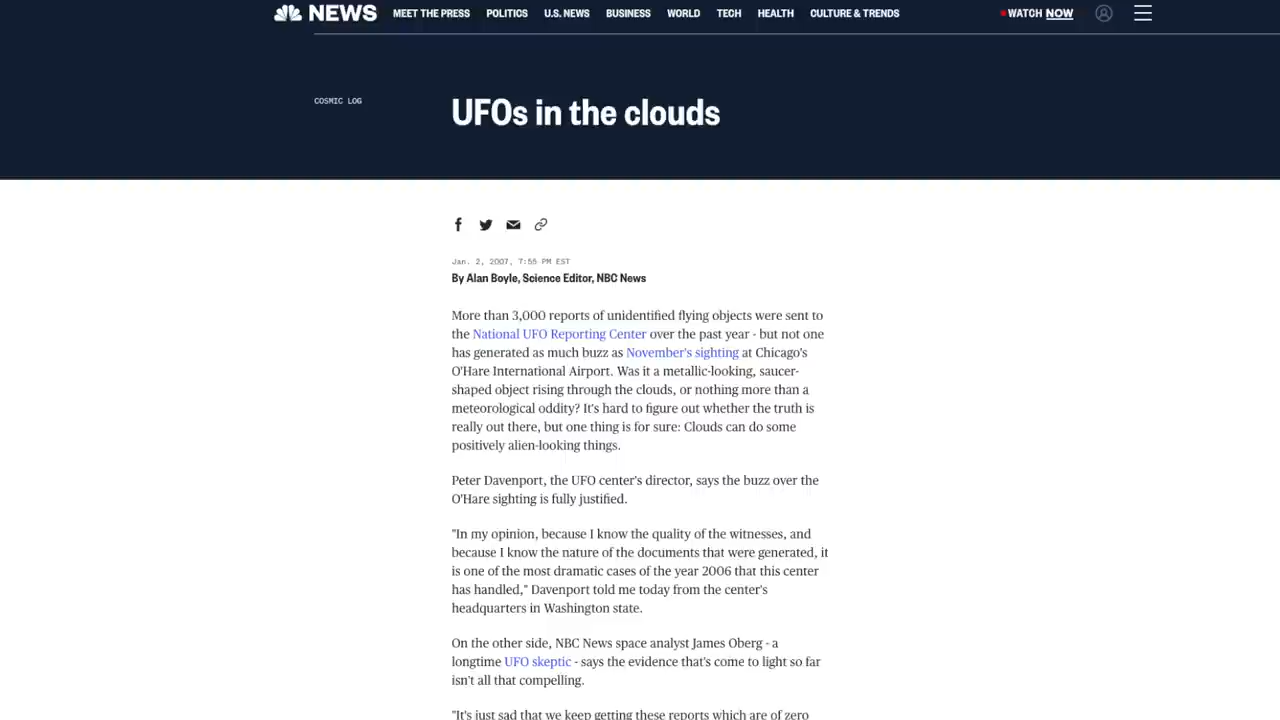 NEWS MEET THE PRESS POLITICS U.S. NEWS BUSINESS WORLD TECH HEALTH CULTURE & TRENDS WATCH NOW
COSMIC LOG
UFOs in the clouds
Jan. 2, 2007, 7:55 PM EST
By Alan Boyle, Science Editor, NBC News
More than 3,000 reports of unidentified flying objects were sent to
the National UFO Reporting Center over the past year - but not one
has generated as much buzz as November's sighting at Chicago's
O'Hare International Airport. Was it a metallic-looking, saucer-
shaped object rising through the clouds, or nothing more than a
meteorological oddity? It's hard to figure out whether the truth is
really out there, but one thing is for sure: Clouds can do some
positively alien-looking things.
Peter Davenport, the UFO center's director, says the buzz over the
O'Hare sighting is fully justified.
"In my opinion, because I know the quality of the witnesses, and
because I know the nature of the documents that were generated, it
is one of the most dramatic cases of the year 2006 that this center
has handled," Davenport told me today from the center's
headquarters in Washington state.
On the other side, NBC News space analyst James Oberg - a
longtime UFO skeptic - says the evidence that's come to light so far
isn't all that compelling.
"It's just sad that we keep getting these reports which are of zero